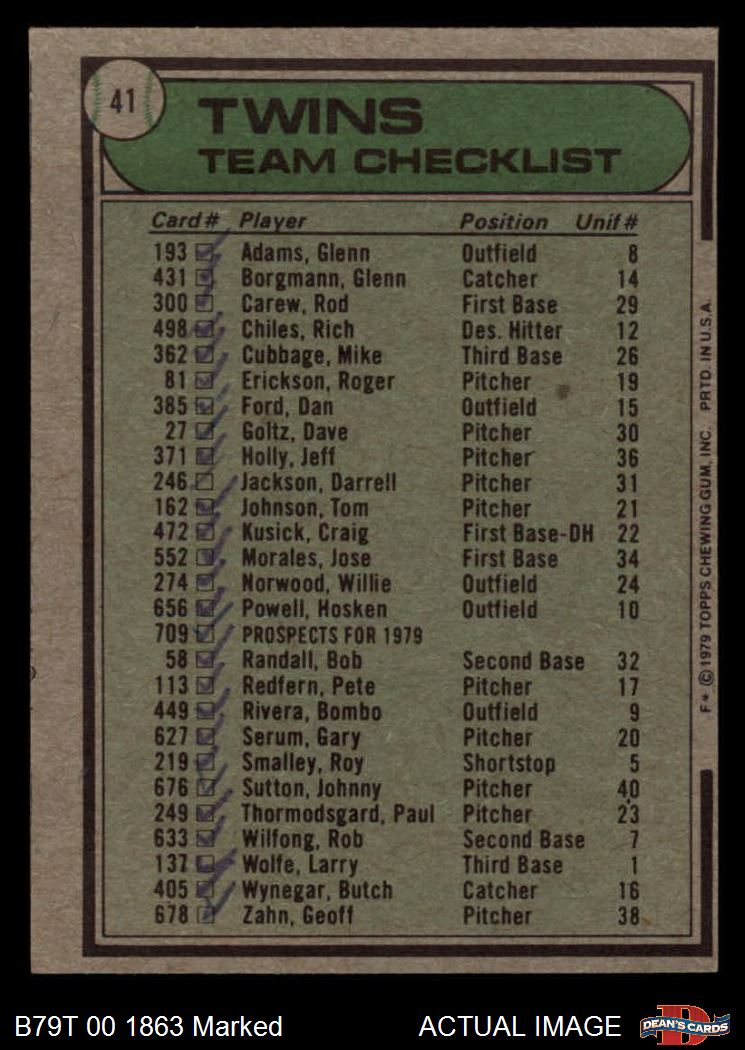 41
TWINS
TEAM CHECKLIST
Card # Player Position Unif #
193 Adams, Glenn Outfield 8
431 Borgmann, Glenn Catcher 14
300 Carew, Rod First Base 29
498 Chiles, Rich Des. Hitter 12
362 Cubbage, Mike Third Base 26
81 Erickson, Roger Pitcher 19
385 Ford, Dan Outfield 15
27 Goltz, Dave Pitcher 30
371 Holly, Jeff Pitcher 36
246 Jackson, Darrell Pitcher 31
162 Johnson, Tom Pitcher 21
472 Kusick, Craig First Base-DH 22
552 Morales, Jose First Base 34
274 Norwood, Willie Outfield 24
656 Powell, Hosken Outfield 10
709 PROSPECTS FOR 1979
58 Randall, Bob Second Base 32
113 Redfern, Pete Pitcher 17
449 Rivera, Bombo Outfield 9
627 Serum, Gary Pitcher 20
219 Smalley, Roy Shortstop 5
676 Sutton, Johnny Pitcher 40
249 Thormodsgard, Paul Pitcher 23
633 Wilfong, Rob Second Base 7
137 Wolfe, Larry Third Base 1
405 Wynegar, Butch Catcher 16
678 Zahn, Geoff Pitcher 38
F* © 1979 TOPPS CHEWING GUM, INC. PRTD. IN U.S.A.
B79T 00 1863 Marked ACTUAL IMAGE
DEAN'S CARDS